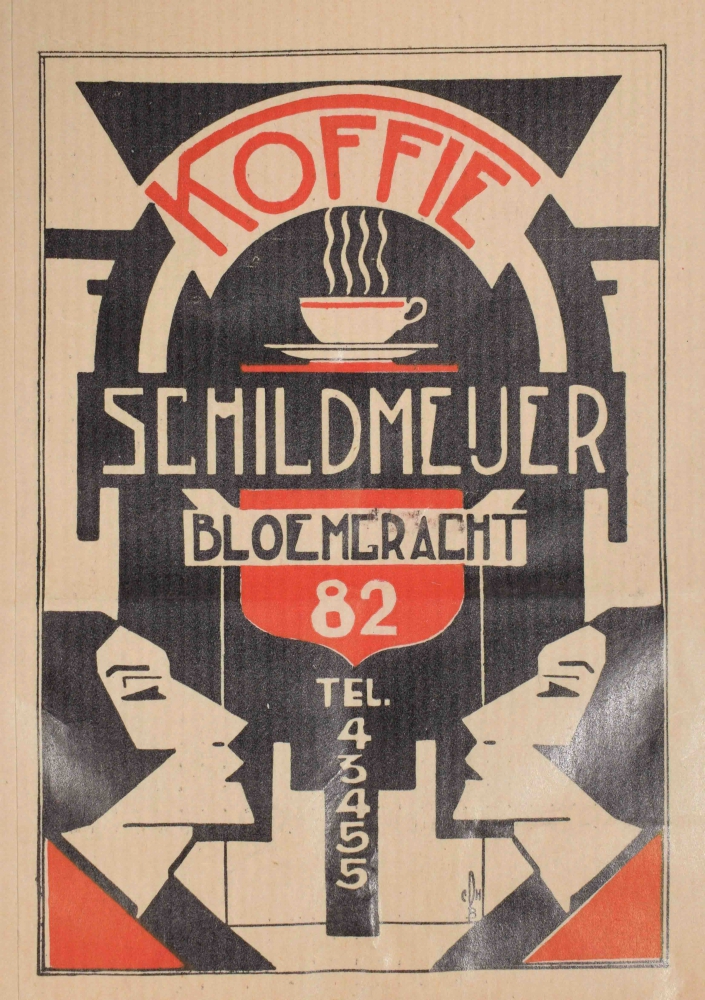 KOFFIE
SCHILDMEIJER
BLOEMGRACHT
82
TEL.
4
3
4
5
5